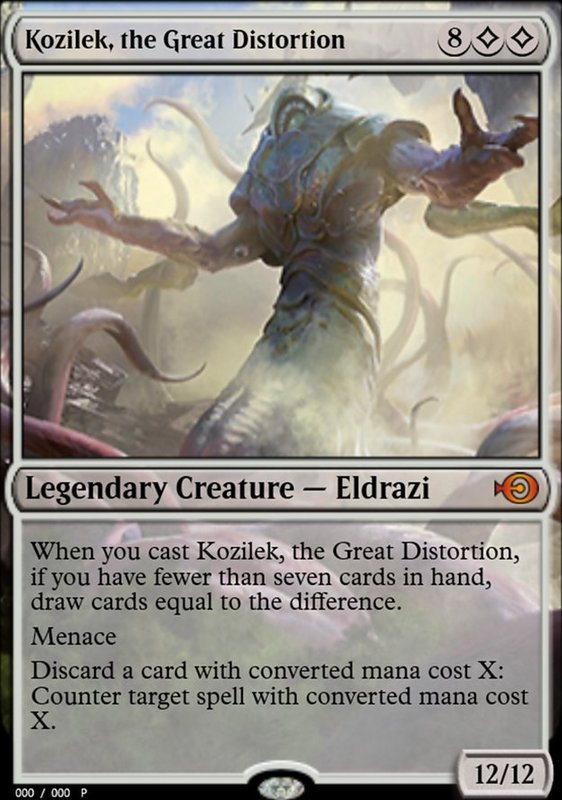 Kozilek, the Great Distortion 8
Legendary Creature — Eldrazi
When you cast Kozilek, the Great Distortion,
if you have fewer than seven cards in hand,
draw cards equal to the difference.
Menace
Discard a card with converted mana cost X:
Counter target spell with converted mana cost
X.
12/12
000 / 000 P